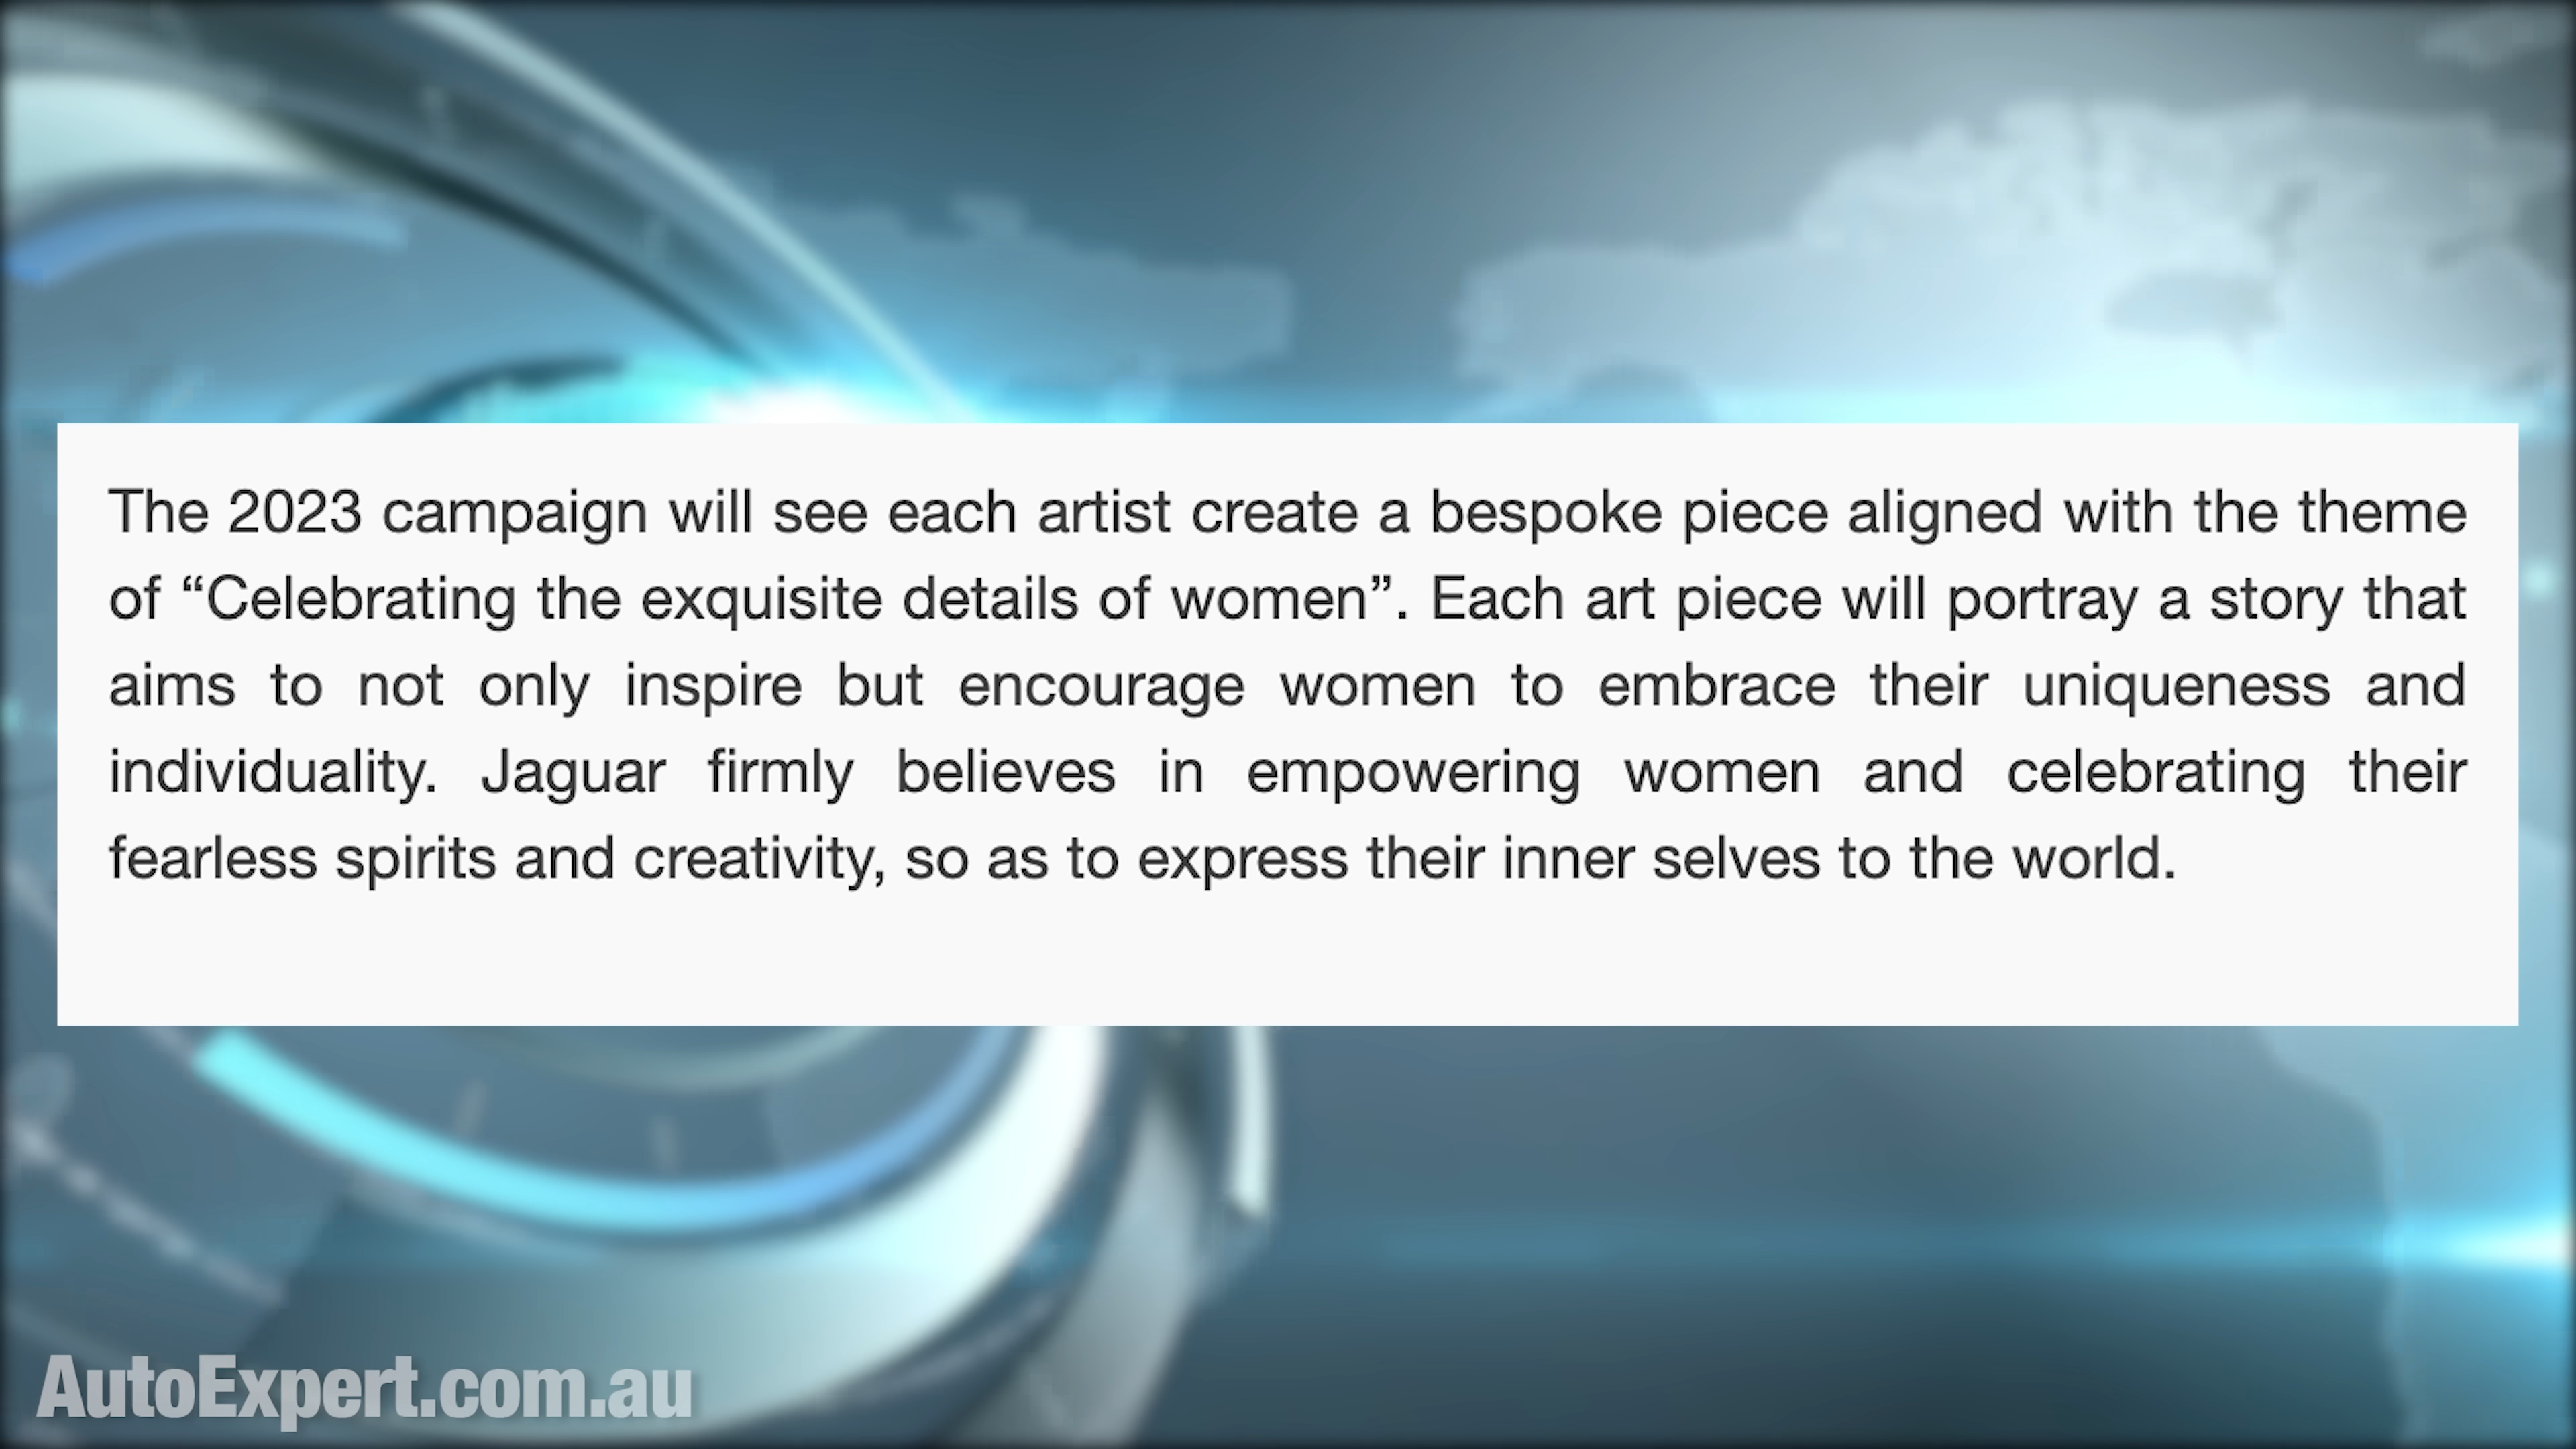 The 2023 campaign will see each artist create a bespoke piece aligned with the theme
of “Celebrating the exquisite details of women”. Each art piece will portray a story that
aims to not only inspire but encourage women to embrace their uniqueness and
individuality. Jaguar firmly believes in empowering women and celebrating their
fearless spirits and creativity, so as to express their inner selves to the world.
AutoExpert.com.au